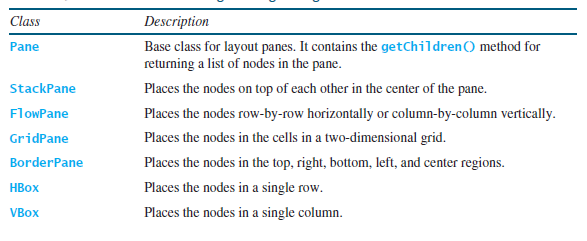 Class Description
Pane Base class for layout panes. It contains the getChildren() method for
returning a list of nodes in the pane.
StackPane Places the nodes on top of each other in the center of the pane.
FlowPane Places the nodes row-by-row horizontally or column-by-column vertically.
GridPane Places the nodes in the cells in a two-dimensional grid.
BorderPane Places the nodes in the top, right, bottom, left, and center regions.
HBox Places the nodes in a single row.
VBox Places the nodes in a single column.